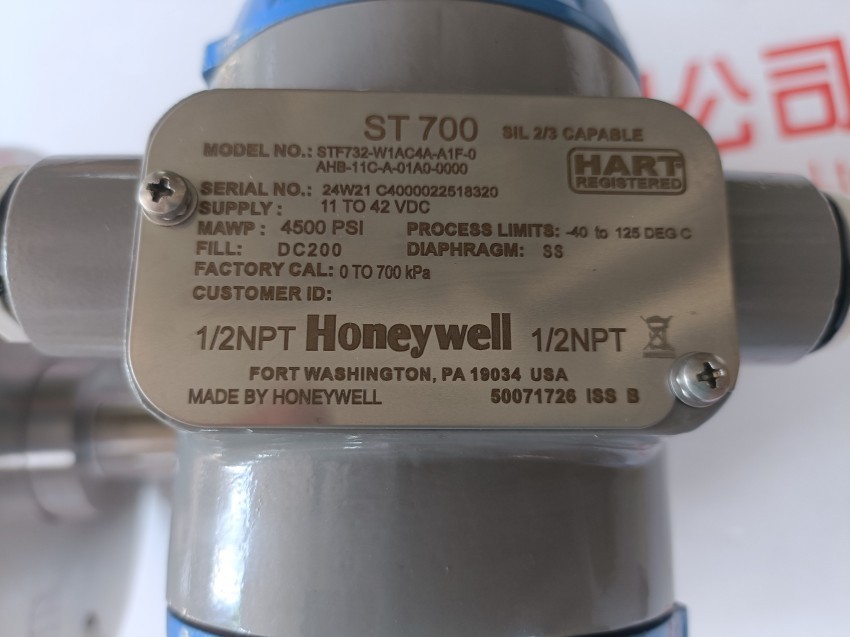 公司
ST 700 SIL 2/3 CAPABLE
MODEL NO.: STF732-W1AC4A-A1F-0
AHB-11C-A-01A0-0000
HART
REGISTERED
SERIAL NO.: 24W21 C4000022518320
SUPPLY: 11 TO 42 VDC
MAWP: 4500 PSI PROCESS LIMITS: -40 to 125 DEG C
FILL: DC200 DIAPHRAGM: SS
FACTORY CAL: 0 TO 700 kPa
CUSTOMER ID:
1/2NPT Honeywell 1/2NPT
FORT WASHINGTON, PA 19034 USA
MADE BY HONEYWELL 50071726 ISS B